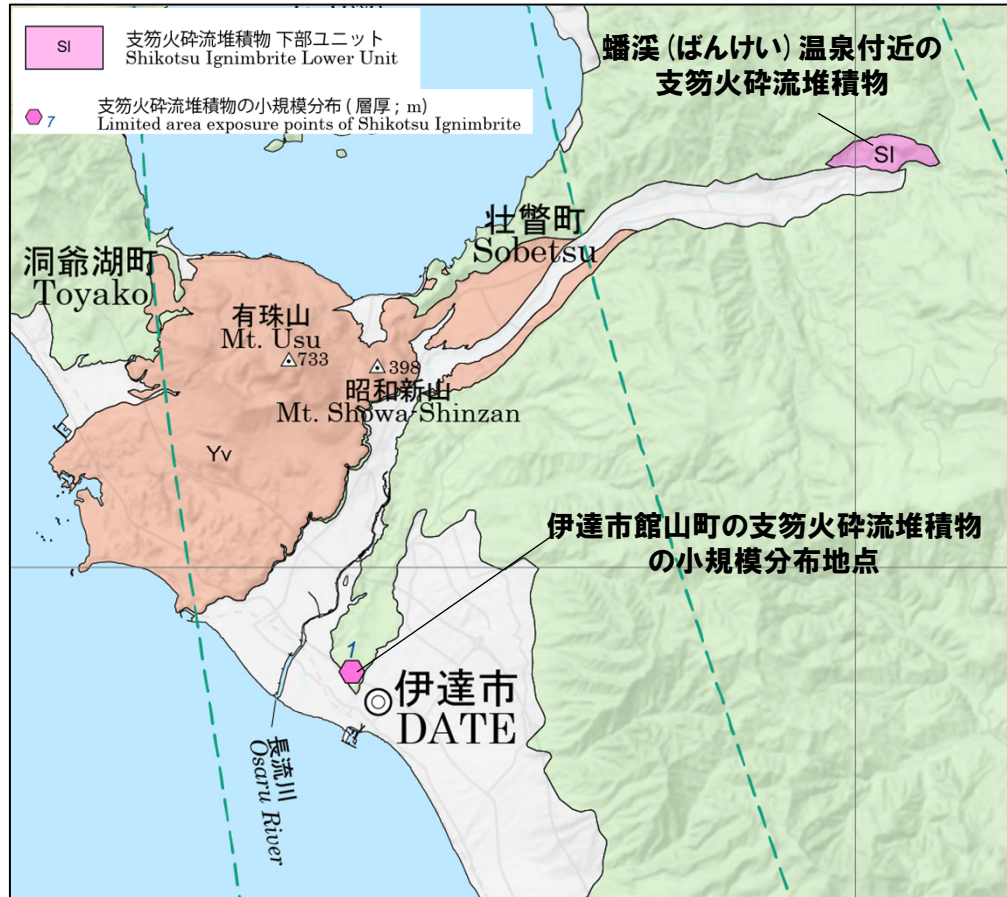 Sl
支笏火砕流堆積物 下部ユニット
Shikotsu Ignimbrite Lower Unit
7
支笏火砕流堆積物の小規模分布 ( 層厚 ; m)
Limited area exposure points of Shikotsu Ignimbrite
蟠渓 (ばんけい) 温泉付近の
支笏火砕流堆積物
Sl
壮瞥町
Sobetsu
洞爺湖町
Toyako
有珠山
Mt. Usu
733
398
昭和新山
Mt. Showa-Shinzan
Yv
伊達市館山町の支笏火砕流堆積物
の小規模分布地点
1
伊達市
DATE
長流川
Osaru River